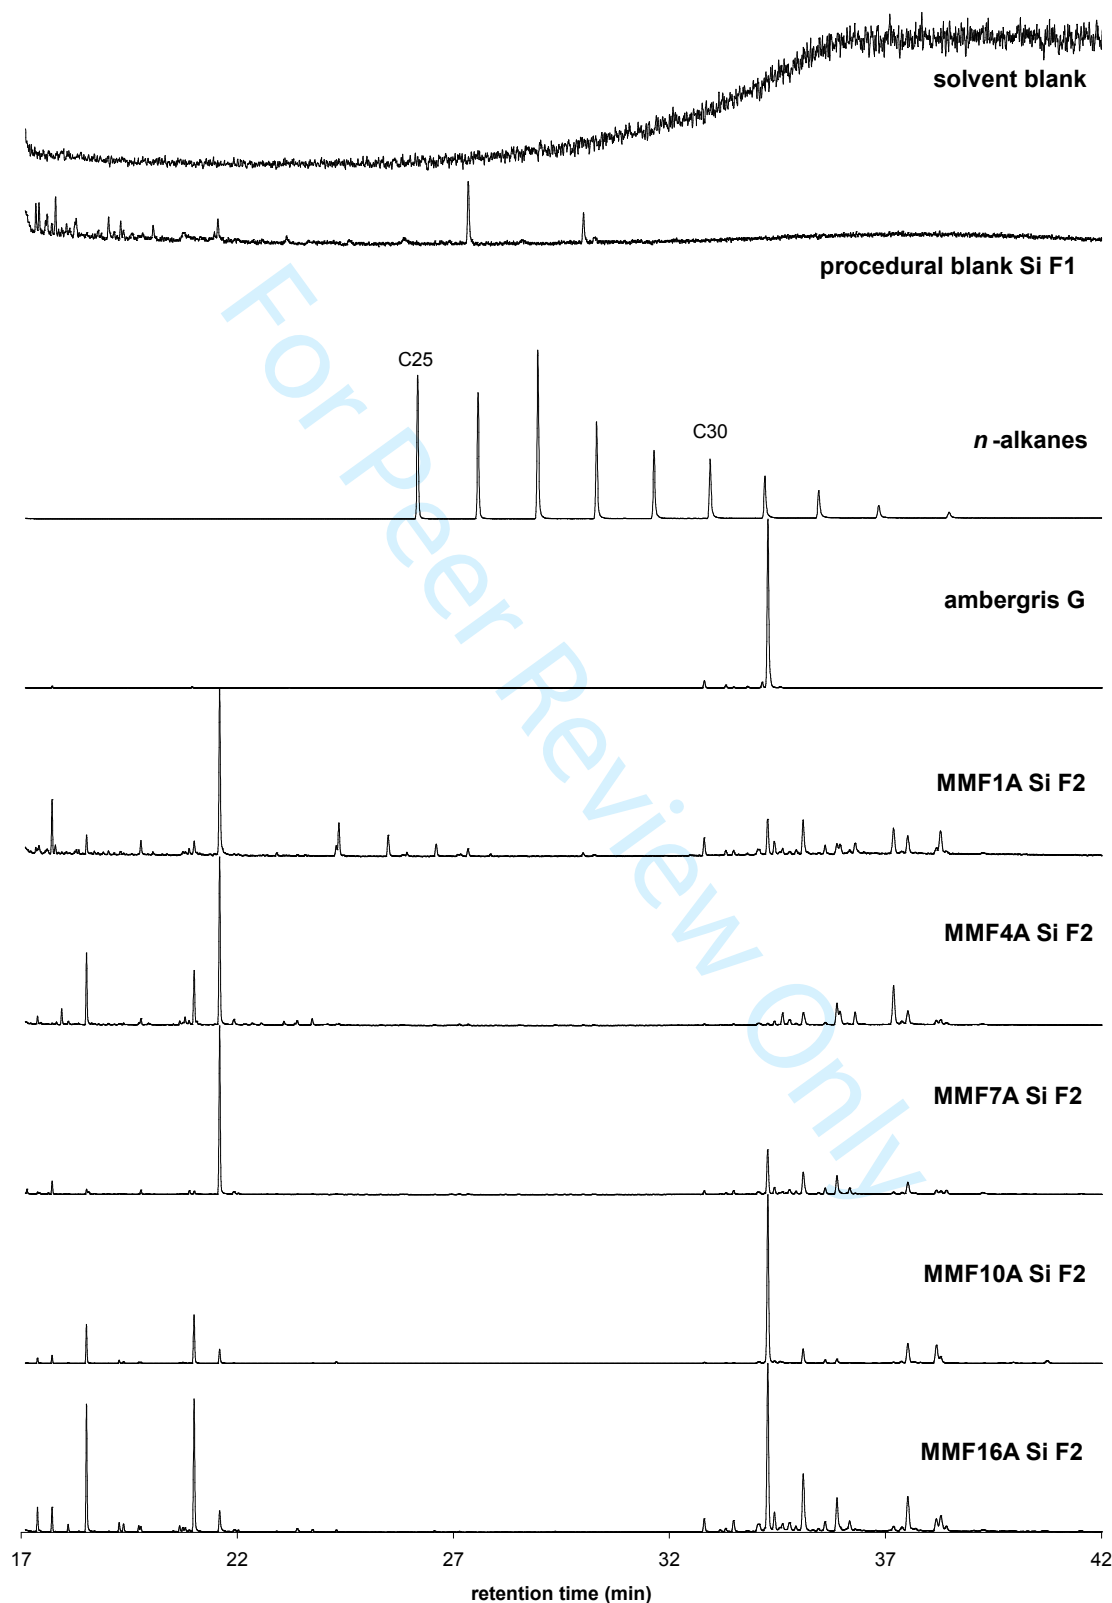 solvent blank
procedural blank Si F1
C25
C30
n -alkanes
ambergris G
MMF1A Si F2
MMF4A Si F2
MMF7A Si F2
MMF10A Si F2
MMF16A Si F2
17 22 27 32 37 42
retention time (min)
For Peer Review Only